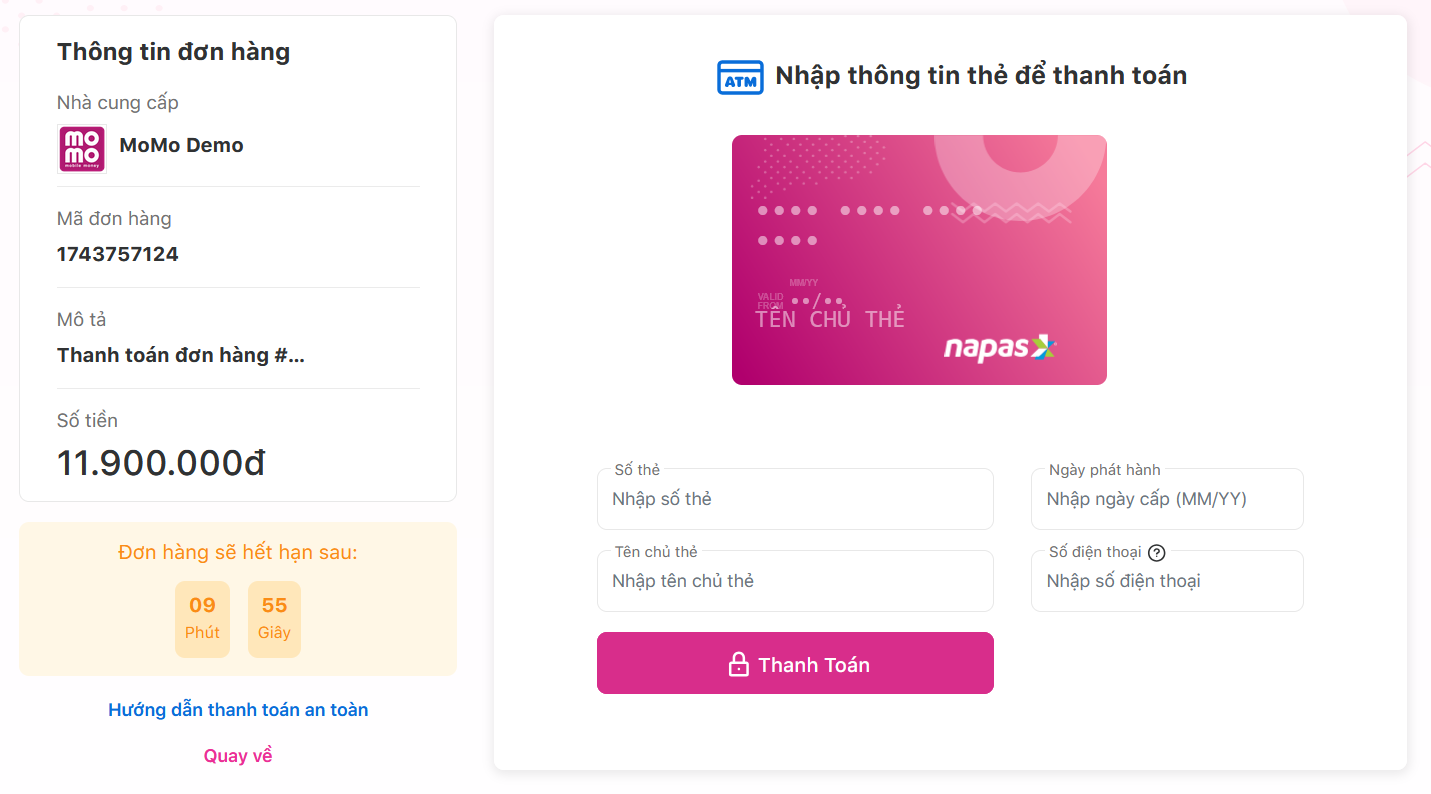 Thông tin đơn hàng
Nhà cung cấp
mo
mo
mobile money
MoMo Demo
Mã đơn hàng
1743757124
Mô tả
Thanh toán đơn hàng #...
Số tiền
11.900.000đ
Đơn hàng sẽ hết hạn sau:
09 55
Phút Giây
Hướng dẫn thanh toán an toàn
Quay về
ATM Nhập thông tin thẻ để thanh toán
MM/YY
VALID
FROM ••/••
TÊN CHỦ THẺ
napas
Số thẻ
Nhập số thẻ
Ngày phát hành
Nhập ngày cấp (MM/YY)
Tên chủ thẻ
Nhập tên chủ thẻ
Số điện thoại ?
Nhập số điện thoại
Thanh Toán